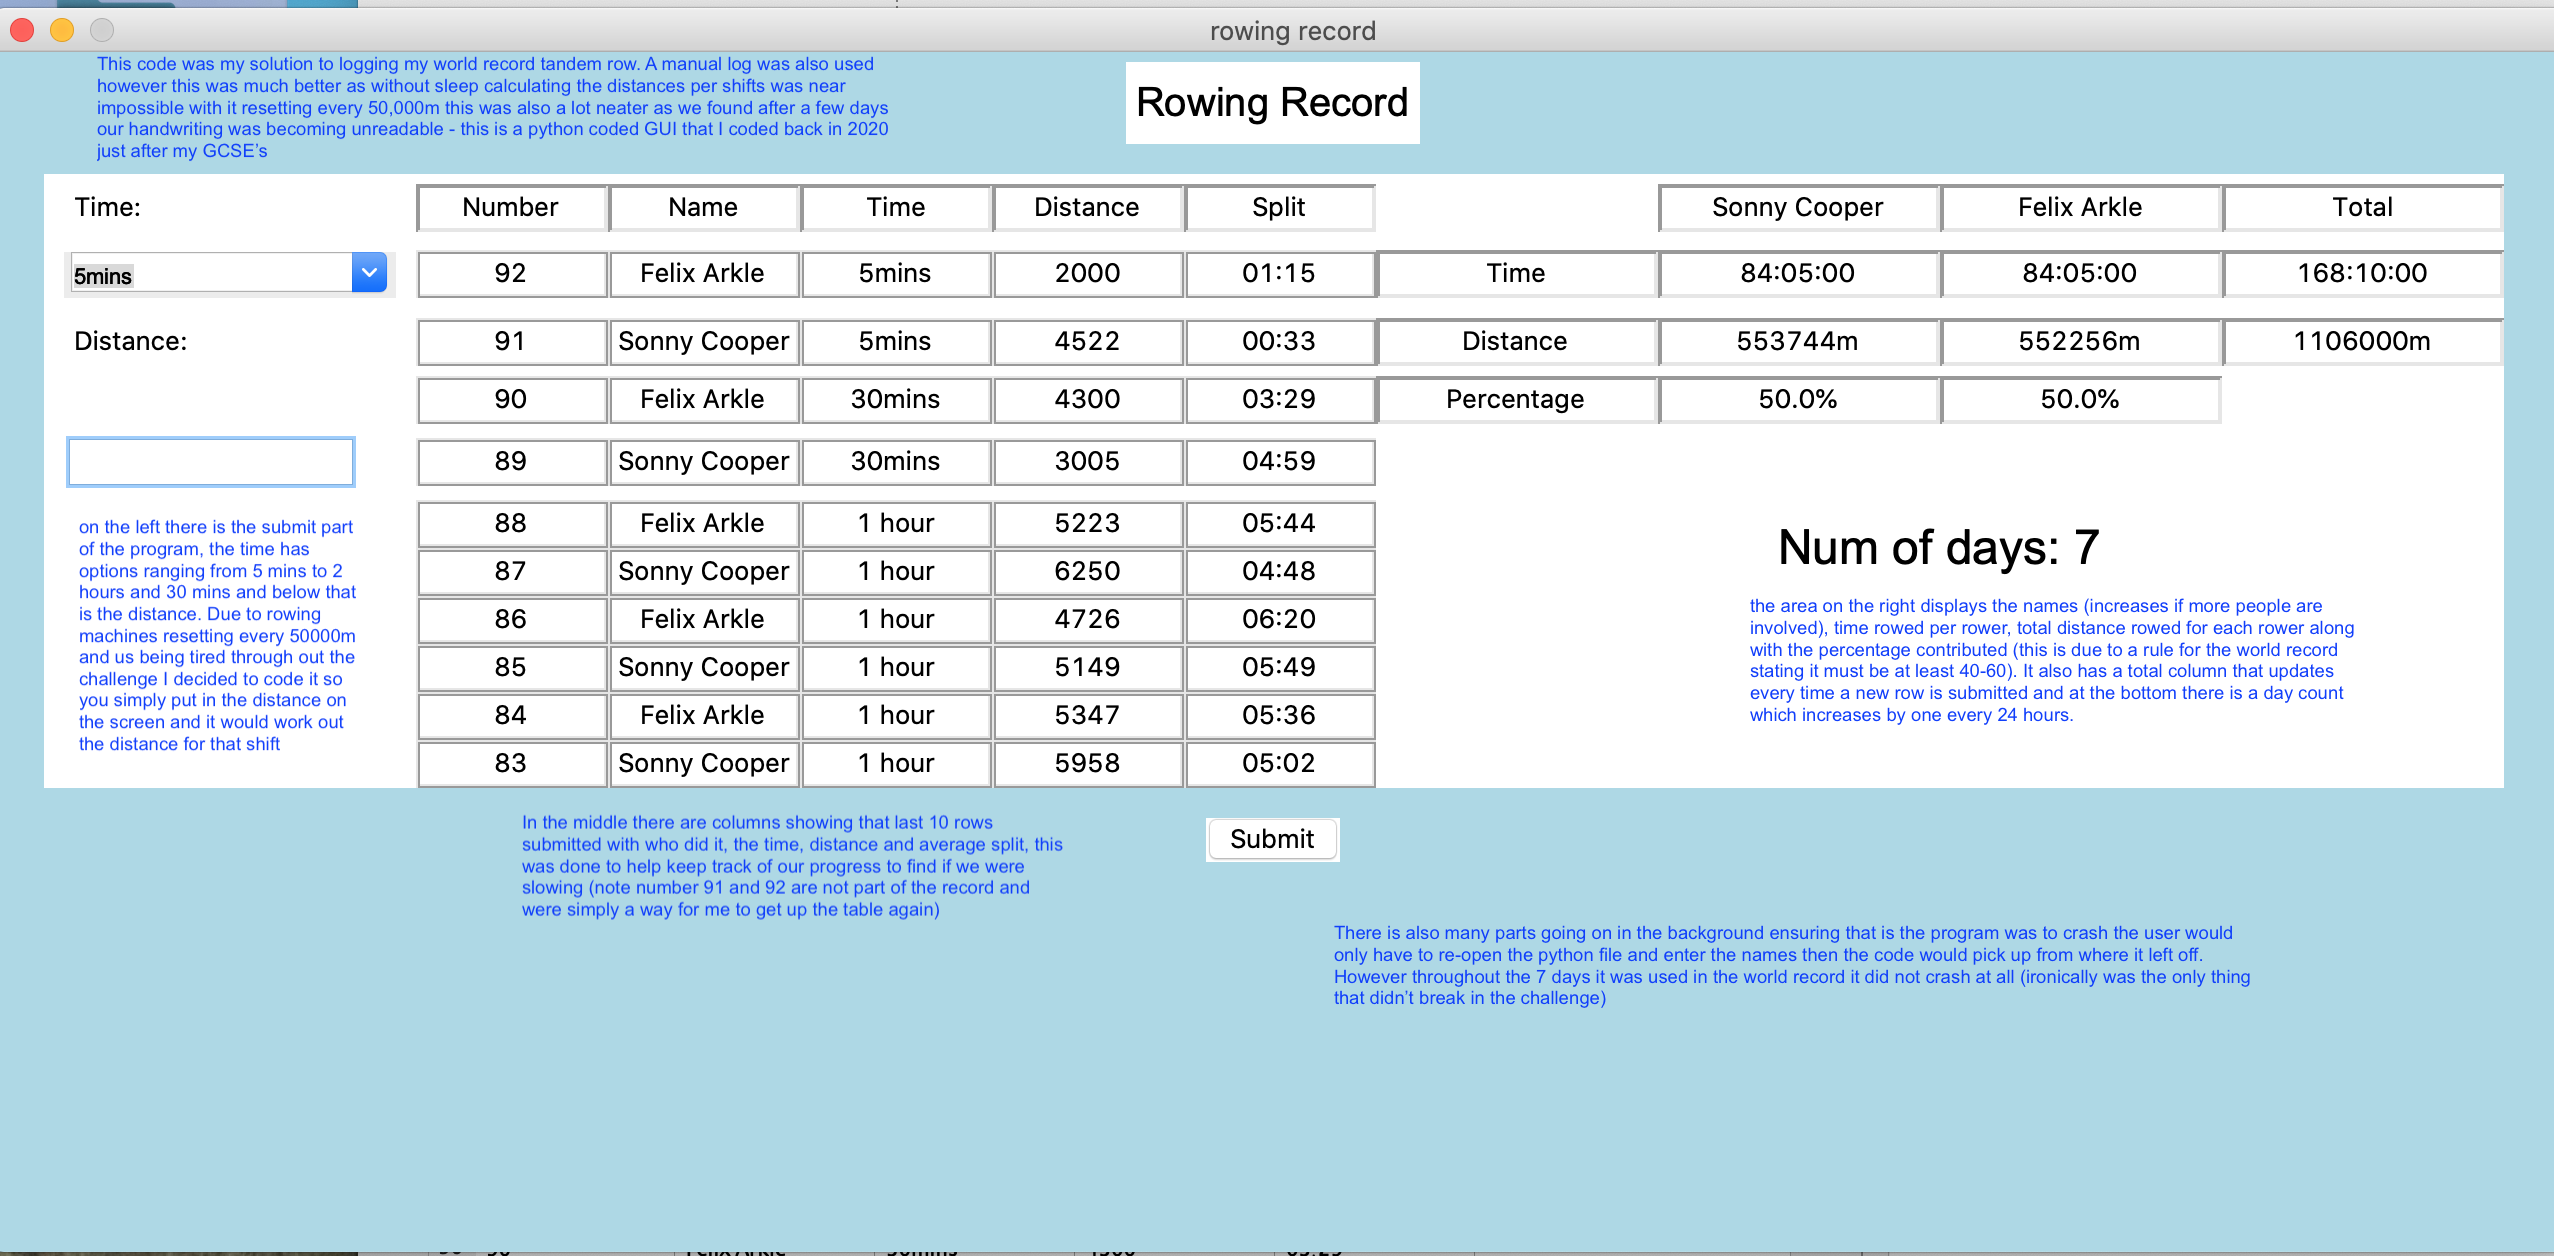 rowing record
This code was my solution to logging my world record tandem row. A manual log was also used
however this was much better as without sleep calculating the distances per shifts was near
impossible with it resetting every 50,000m this was also a lot neater as we found after a few days
our handwriting was becoming unreadable - this is a python coded GUI that I coded back in 2020
just after my GCSE's
Rowing Record
Time:
5mins
Distance:
on the left there is the submit part
of the program, the time has
options ranging from 5 mins to 2
hours and 30 mins and below that
is the distance. Due to rowing
machines resetting every 50000m
and us being tired through out the
challenge I decided to code it so
you simply put in the distance on
the screen and it would work out
the distance for that shift
Number Name Time Distance Split
92 Felix Arkle 5mins 2000 01:15
91 Sonny Cooper 5mins 4522 00:33
90 Felix Arkle 30mins 4300 03:29
89 Sonny Cooper 30mins 3005 04:59
88 Felix Arkle 1 hour 5223 05:44
87 Sonny Cooper 1 hour 6250 04:48
86 Felix Arkle 1 hour 4726 06:20
85 Sonny Cooper 1 hour 5149 05:49
84 Felix Arkle 1 hour 5347 05:36
83 Sonny Cooper 1 hour 5958 05:02
Sonny Cooper Felix Arkle Total
Time 84:05:00 84:05:00 168:10:00
Distance 553744m 552256m 1106000m
Percentage 50.0% 50.0%
Num of days: 7
the area on the right displays the names (increases if more people are
involved), time rowed per rower, total distance rowed for each rower along
with the percentage contributed (this is due to a rule for the world record
stating it must be at least 40-60). It also has a total column that updates
every time a new row is submitted and at the bottom there is a day count
which increases by one every 24 hours.
In the middle there are columns showing that last 10 rows
submitted with who did it, the time, distance and average split, this
was done to help keep track of our progress to find if we were
slowing (note number 91 and 92 are not part of the record and
were simply a way for me to get up the table again)
Submit
There is also many parts going on in the background ensuring that is the program was to crash the user would
only have to re-open the python file and enter the names then the code would pick up from where it left off.
However throughout the 7 days it was used in the world record it did not crash at all (ironically was the only thing
that didn't break in the challenge)